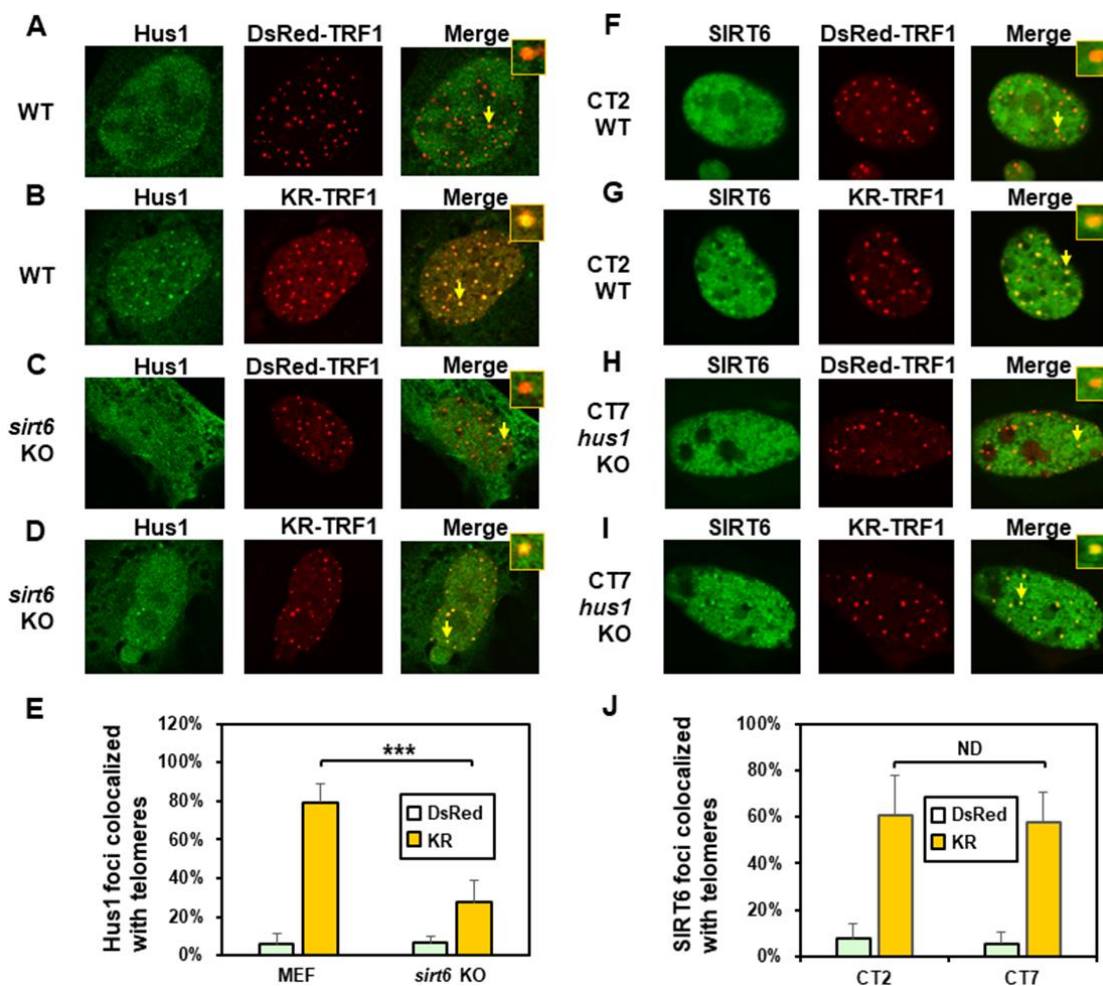 A
Hus1 DsRed-TRF1 Merge
WT
B
Hus1 KR-TRF1 Merge
WT
C
Hus1 DsRed-TRF1 Merge
sirt6
KO
D
Hus1 KR-TRF1 Merge
sirt6
KO
E
Hus1 foci colocalized
with telomeres
120%
100%
80%
60%
40%
20%
0%
***
DsRed
KR
MEF sirt6 KO
F
SIRT6 DsRed-TRF1 Merge
CT2
WT
G
SIRT6 KR-TRF1 Merge
CT2
WT
H
SIRT6 DsRed-TRF1 Merge
CT7
hus1
KO
I
SIRT6 KR-TRF1 Merge
CT7
hus1
KO
J
SIRT6 foci colocalized
with telomeres
100%
80%
60%
40%
20%
0%
ND
DsRed
KR
CT2 CT7